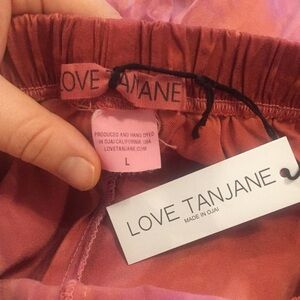 LOVE TANJANE
PRODUCED AND HAND DYED
IN OJAI CALIFORNIA USA
LOVETANJANE.COM
L
LOVE TANJANE
MADE IN OJAI